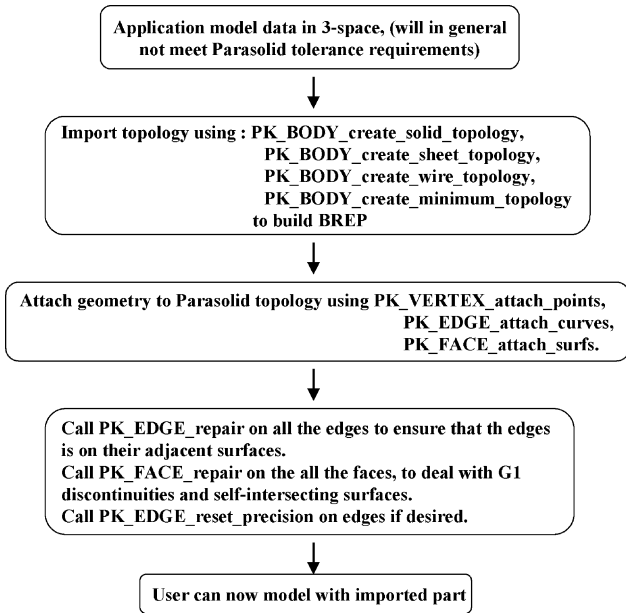 Application model data in 3-space, (will in general
not meet Parasolid tolerance requirements)
Import topology using : PK_BODY_create_solid_topology,
PK_BODY_create_sheet_topology,
PK_BODY_create_wire_topology,
PK_BODY_create_minimum_topology
to build BREP
Attach geometry to Parasolid topology using PK_VERTEX_attach_points,
PK_EDGE_attach_curves,
PK_FACE_attach_surfs.
Call PK_EDGE_repair on all the edges to ensure that th edges
is on their adjacent surfaces.
Call PK_FACE_repair on the all the faces, to deal with G1
discontinuities and self-intersecting surfaces.
Call PK_EDGE_reset_precision on edges if desired.
User can now model with imported part